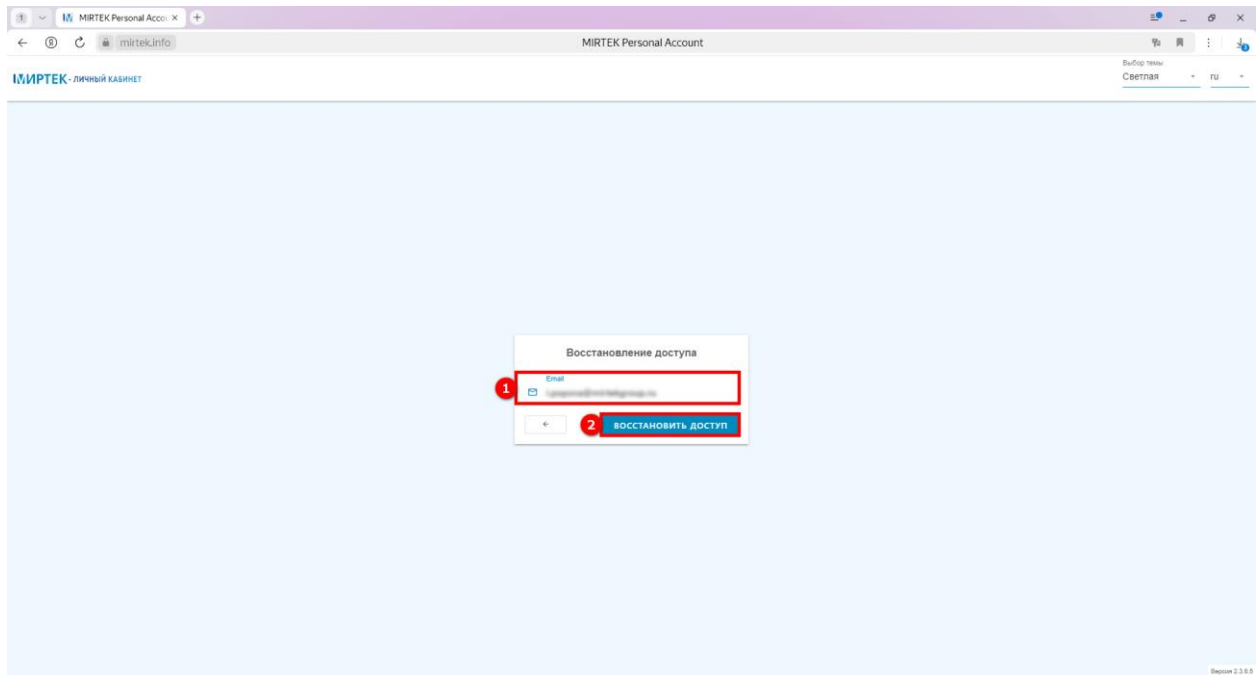 1 MIRTEK Personal Acco
mirtek.info MIRTEK Personal Account
Выбор темы
МИРТЕК - ЛИЧНЫЙ КАБИНЕТ
Светлая ru
Восстановление доступа
Email
1
2 ВОССТАНОВИТЬ ДОСТУП
Версия 2.3.6.5